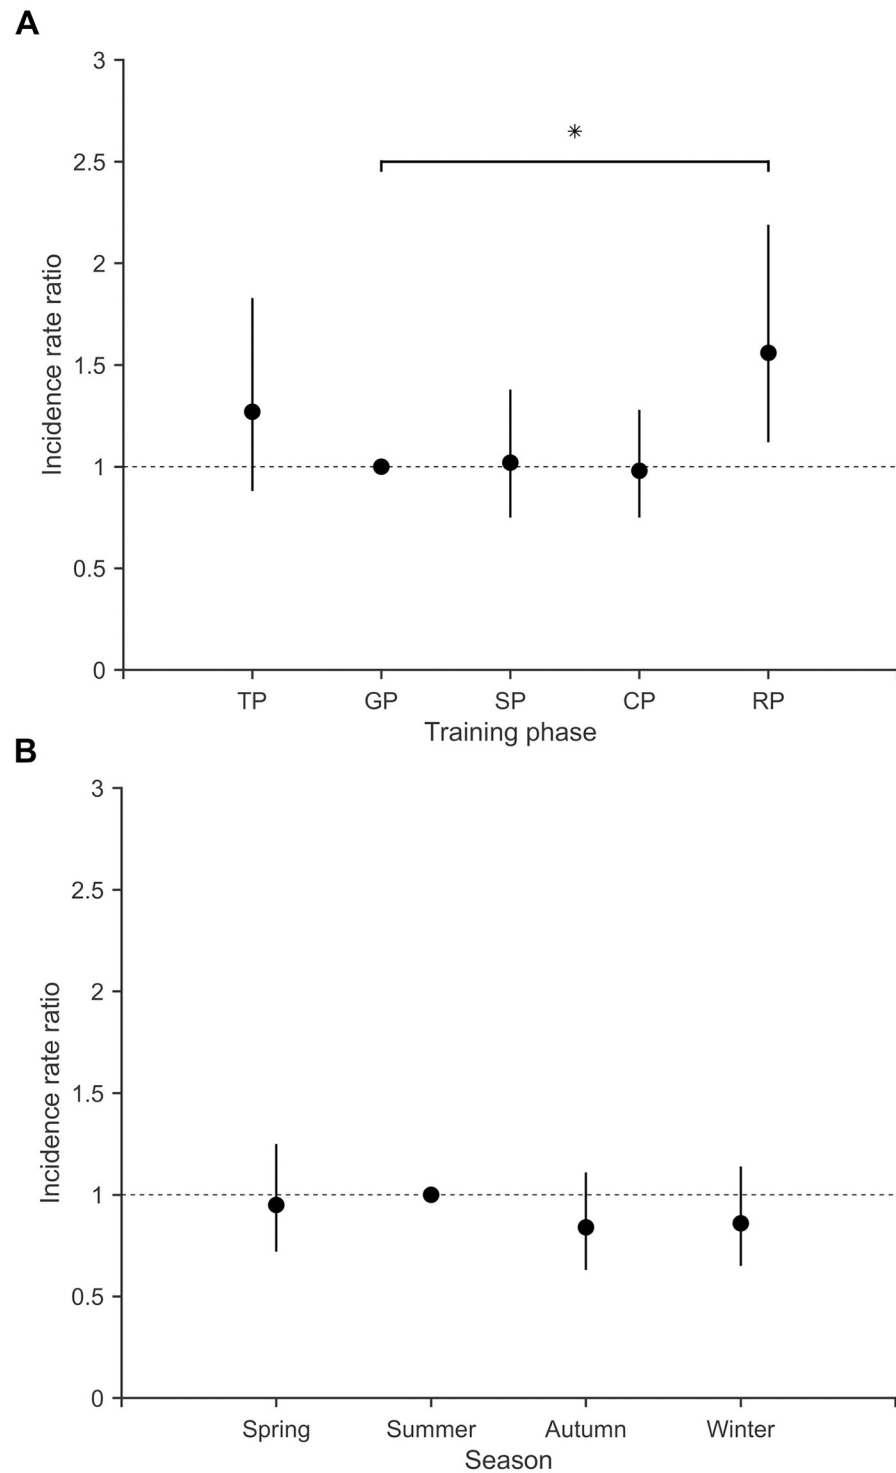 A
3
2.5
2
1.5
1
0.5
0
Incidence rate ratio
*
TP GP SP CP RP
Training phase
B
3
2.5
2
1.5
1
0.5
0
Incidence rate ratio
Spring Summer Autumn Winter
Season